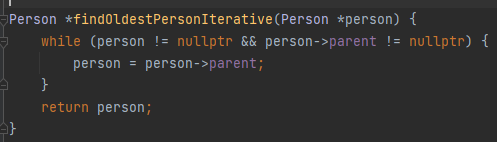 Person *findOldestPersonIterative(Person *person) {
    while (person != nullptr && person->parent != nullptr) {
        person = person->parent;
    }
    return person;
}